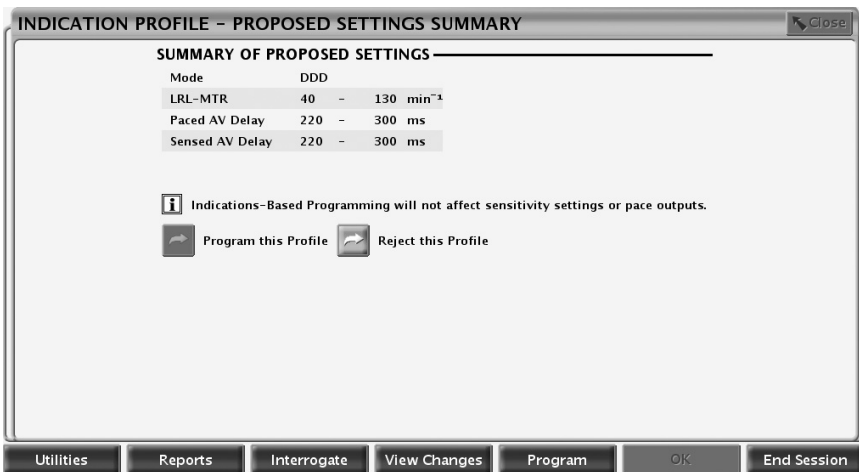 INDICATION PROFILE – PROPOSED SETTINGS SUMMARY
Close
SUMMARY OF PROPOSED SETTINGS
Mode DDD
LRL-MTR 40 – 130 min⁻¹
Paced AV Delay 220 – 300 ms
Sensed AV Delay 220 – 300 ms
i Indications-Based Programming will not affect sensitivity settings or pace outputs.
Program this Profile Reject this Profile
Utilities Reports Interrogate View Changes Program OK End Session